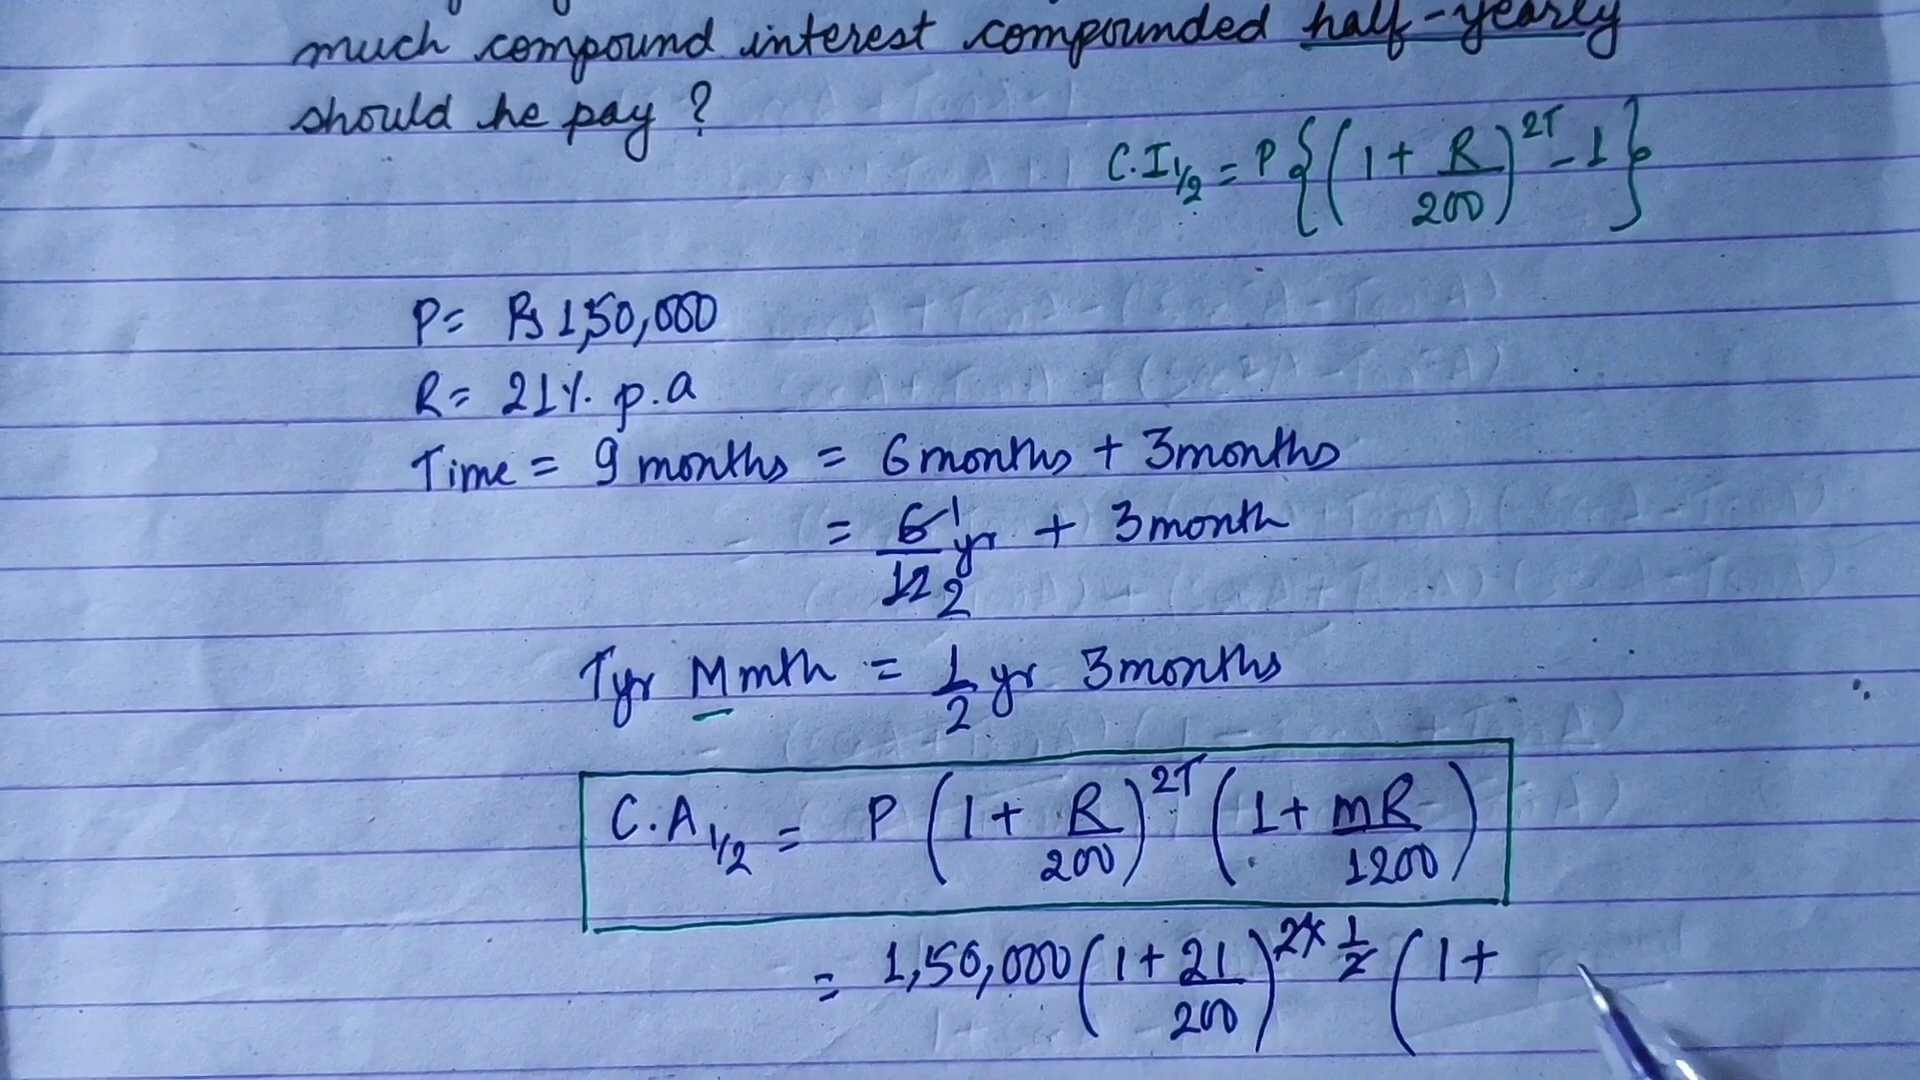 much compound interest compounded half-yearly
should he pay ?
C.I½ = P{(1 + R/200)^2T - 1}
P = Rs 1,50,000
R = 21% p.a
Time = 9 months = 6 months + 3 months
= 6/12 1/2 yr + 3 month
T yr M mth = 1/2 yr 3 months
C.A½ = P (1 + R/200)^2T (1 + mR/1200)
= 1,50,000 (1 + 21/200)^2×1/2 (1 +